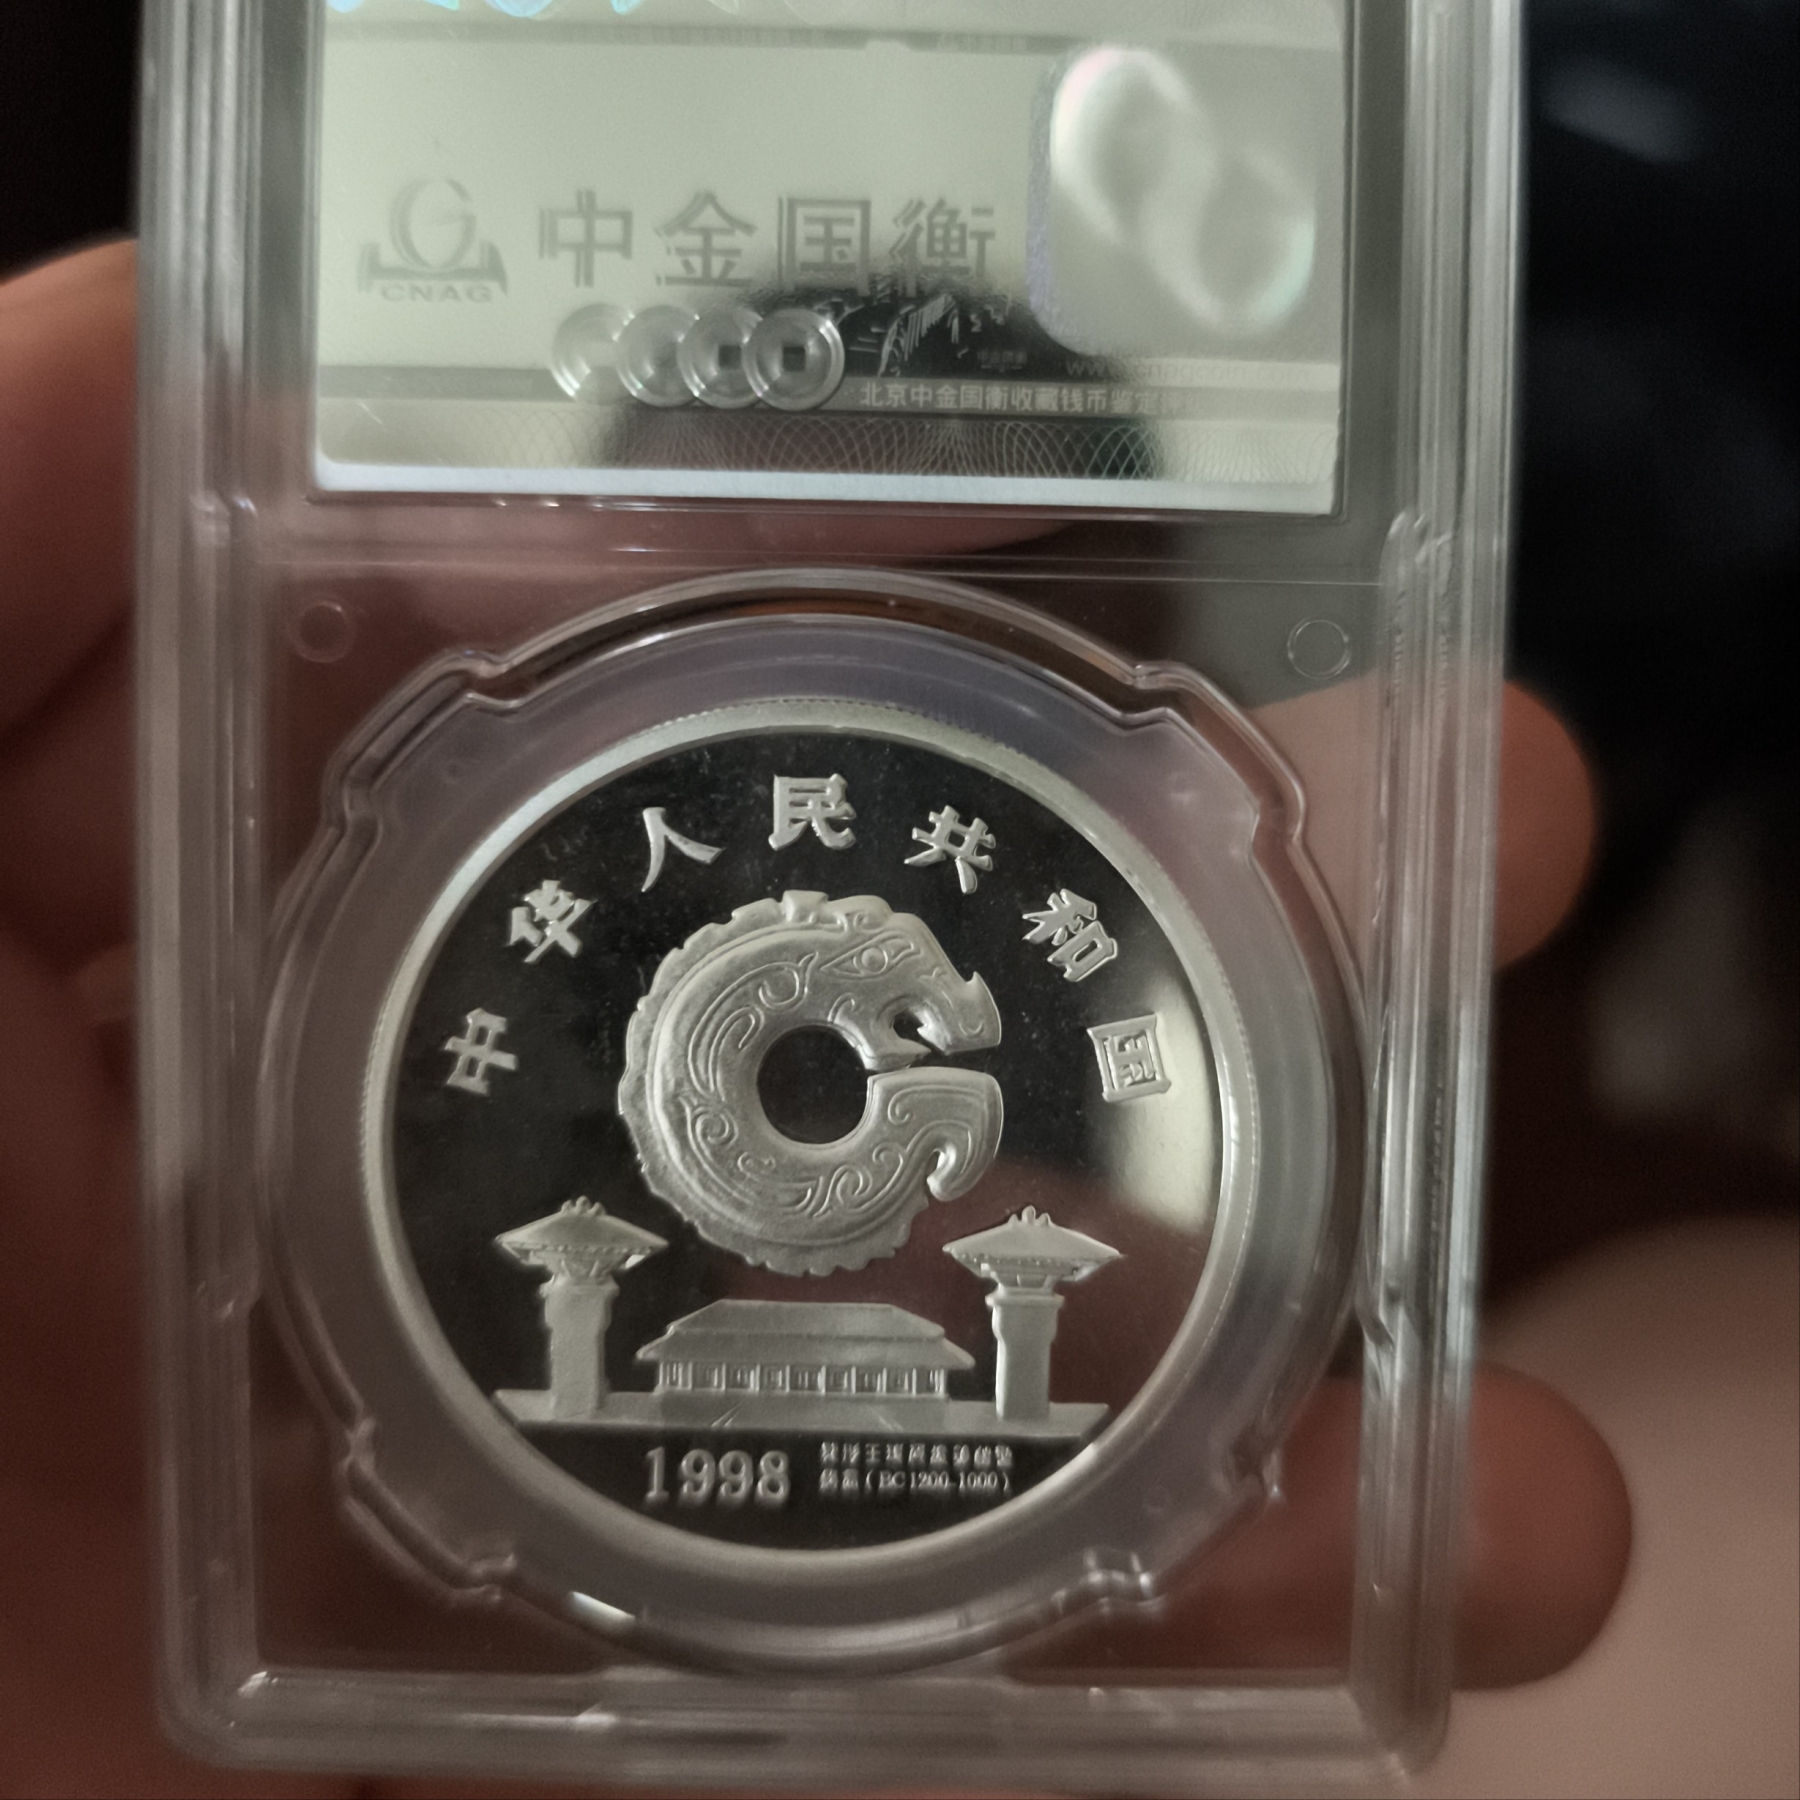 CNAG
中金国衡
北京中金国衡收藏钱币鉴定评
中华人民共和国
1998
(BC 1200-1000)